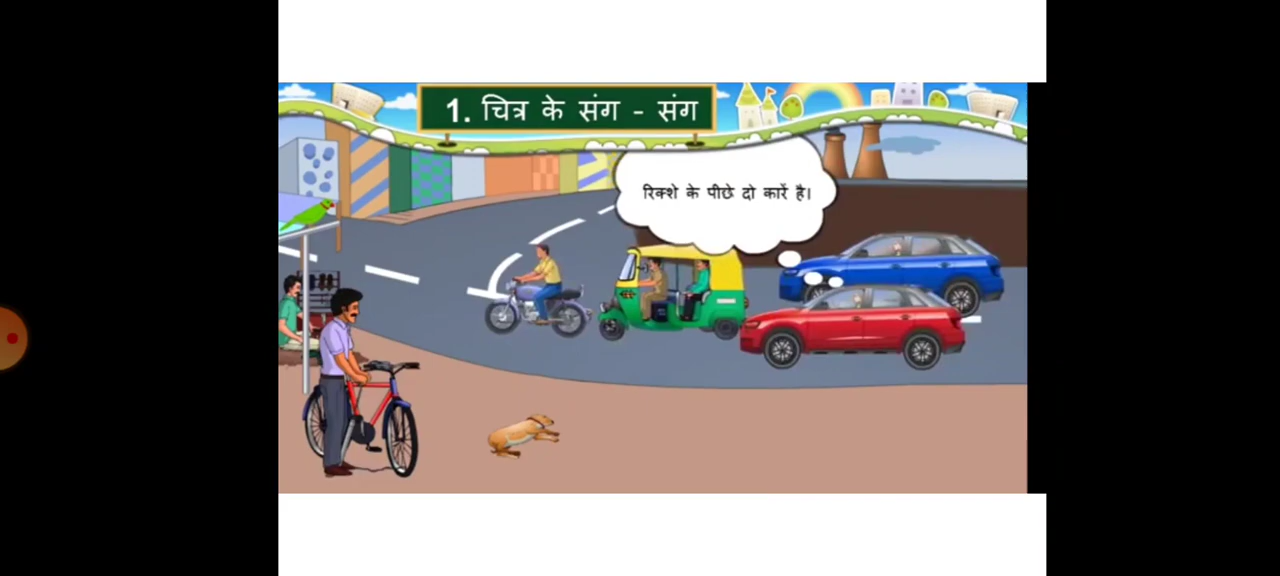 1. चित्र के संग - संग
रिक्शे के पीछे दो कारें है।